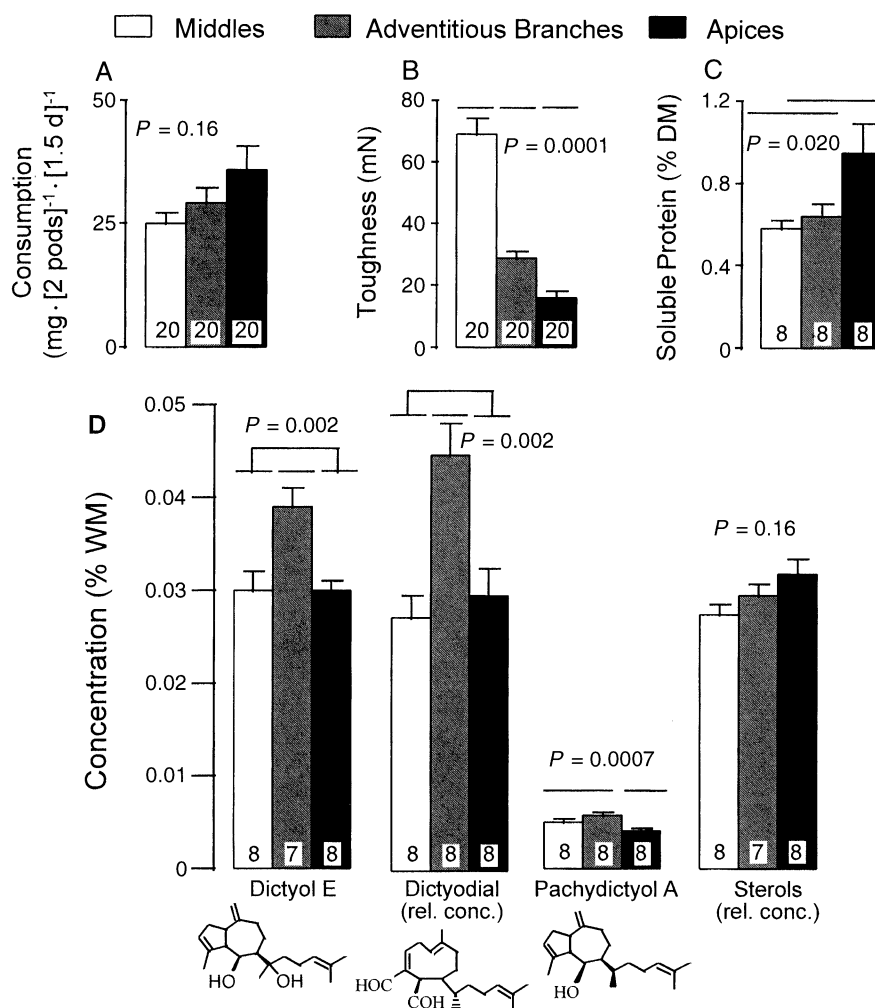 Middles Adventitious Branches Apices
A
Consumption
(mg·[2 pods]⁻¹·[1.5 d]⁻¹
50
25
0
P = 0.16
20 20 20
B
Toughness (mN)
80
60
40
20
0
P = 0.0001
20 20 20
C
Soluble Protein (% DM)
1.2
0.8
0.4
0
P = 0.020
8 8 8
D
Concentration (% WM)
0.05
0.04
0.03
0.02
0.01
0
P = 0.002
P = 0.002
P = 0.0007
P = 0.16
8 7 8
8 8 8
8 8 8
8 7 8
Dictyol E
Dictyodial
(rel. conc.)
Pachydictyol A
Sterols
(rel. conc.)
HO OH
HOC
COH
HO